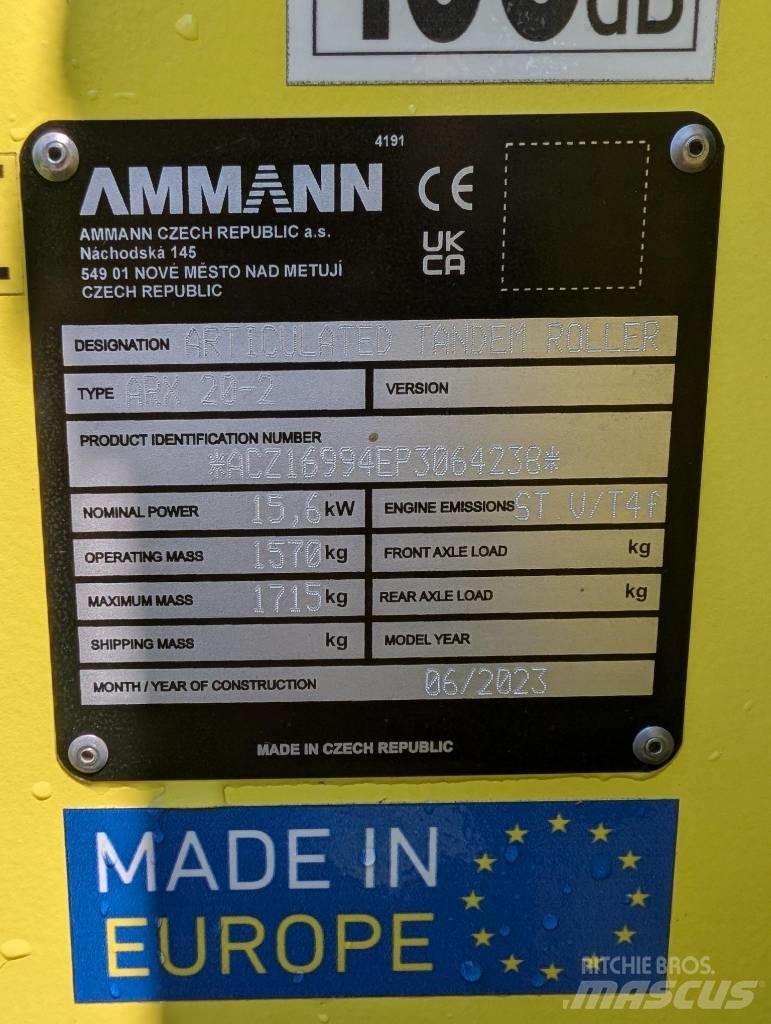 dB
4191
AMMANN CE
AMMANN CZECH REPUBLIC a.s.
Náchodská 145
549 01 NOVÉ MĚSTO NAD METUJÍ
CZECH REPUBLIC
UK
CA
DESIGNATION ARTICULATED TANDEM ROLLER
TYPE ARX 20-2 VERSION
PRODUCT IDENTIFICATION NUMBER
*ACZ16994EP3064238*
NOMINAL POWER 15,6 kW ENGINE EMISSIONS ST.V/T4f
OPERATING MASS 1570 kg FRONT AXLE LOAD kg
MAXIMUM MASS 1715 kg REAR AXLE LOAD kg
SHIPPING MASS kg MODEL YEAR
MONTH / YEAR OF CONSTRUCTION 06/2023
MADE IN CZECH REPUBLIC
MADE IN
EUROPE
RITCHIE BROS.
MASCUS